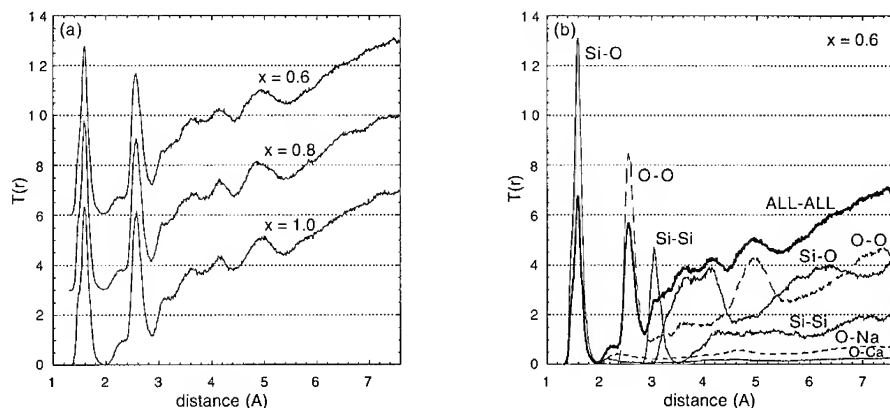 (a)
14
12
10
8
6
4
2
0
T(r)
x = 0.6
x = 0.8
x = 1.0
1 2 3 4 5 6 7
distance (A)
(b)
x = 0.6
14
12
10
8
6
4
2
0
T(r)
Si-O
O-O
Si-Si
ALL-ALL
O-O
Si-O
Si-Si
O-Na
O-Ca
1 2 3 4 5 6 7
distance (A)